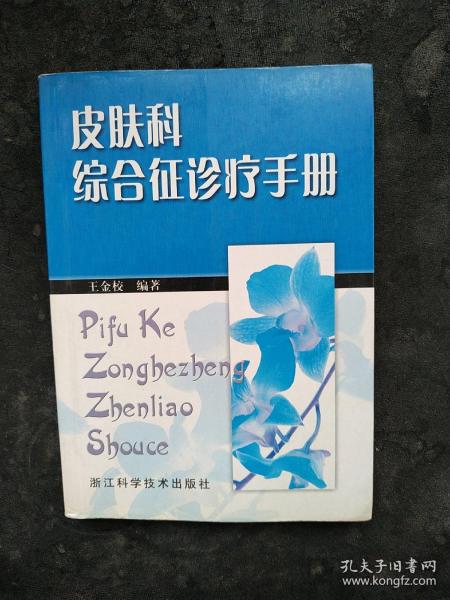 皮肤科
综合征诊疗手册
王金校 编著
Pifu Ke
Zonghezheng
Zhenliao
Shouce
浙江科学技术出版社
孔夫子旧书网
www.kongfz.com